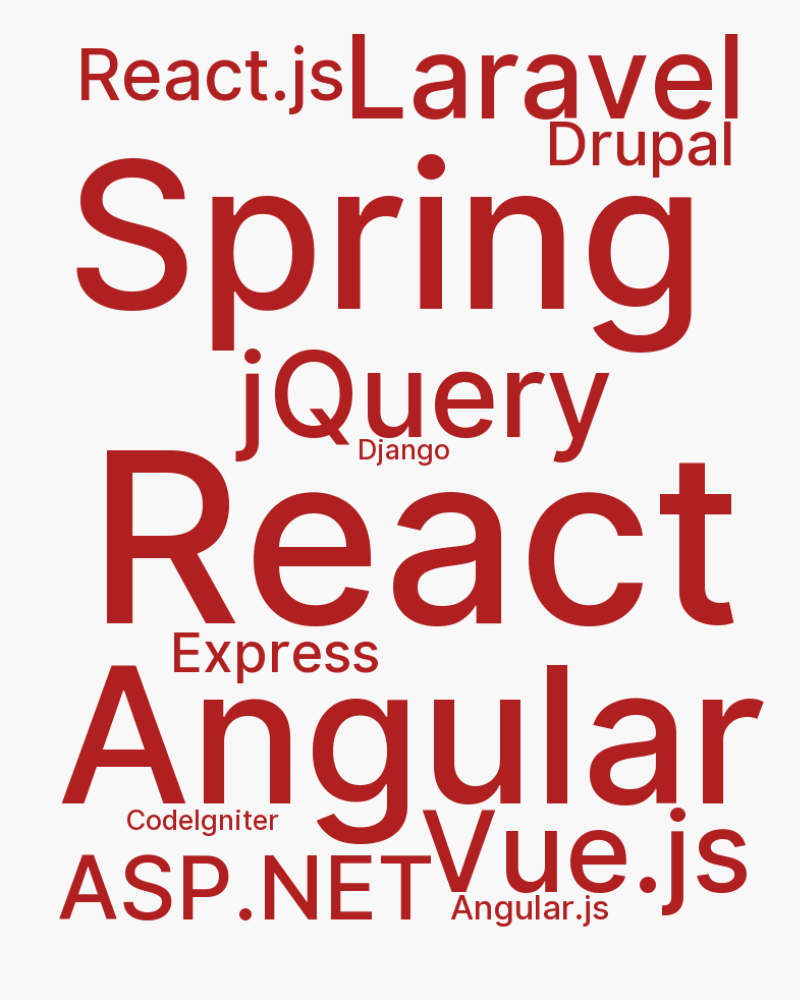 React.js Laravel
Drupal
Spring
jQuery
Django
React
Express
Angular
CodeIgniter
Vue.js
ASP.NET
Angular.js